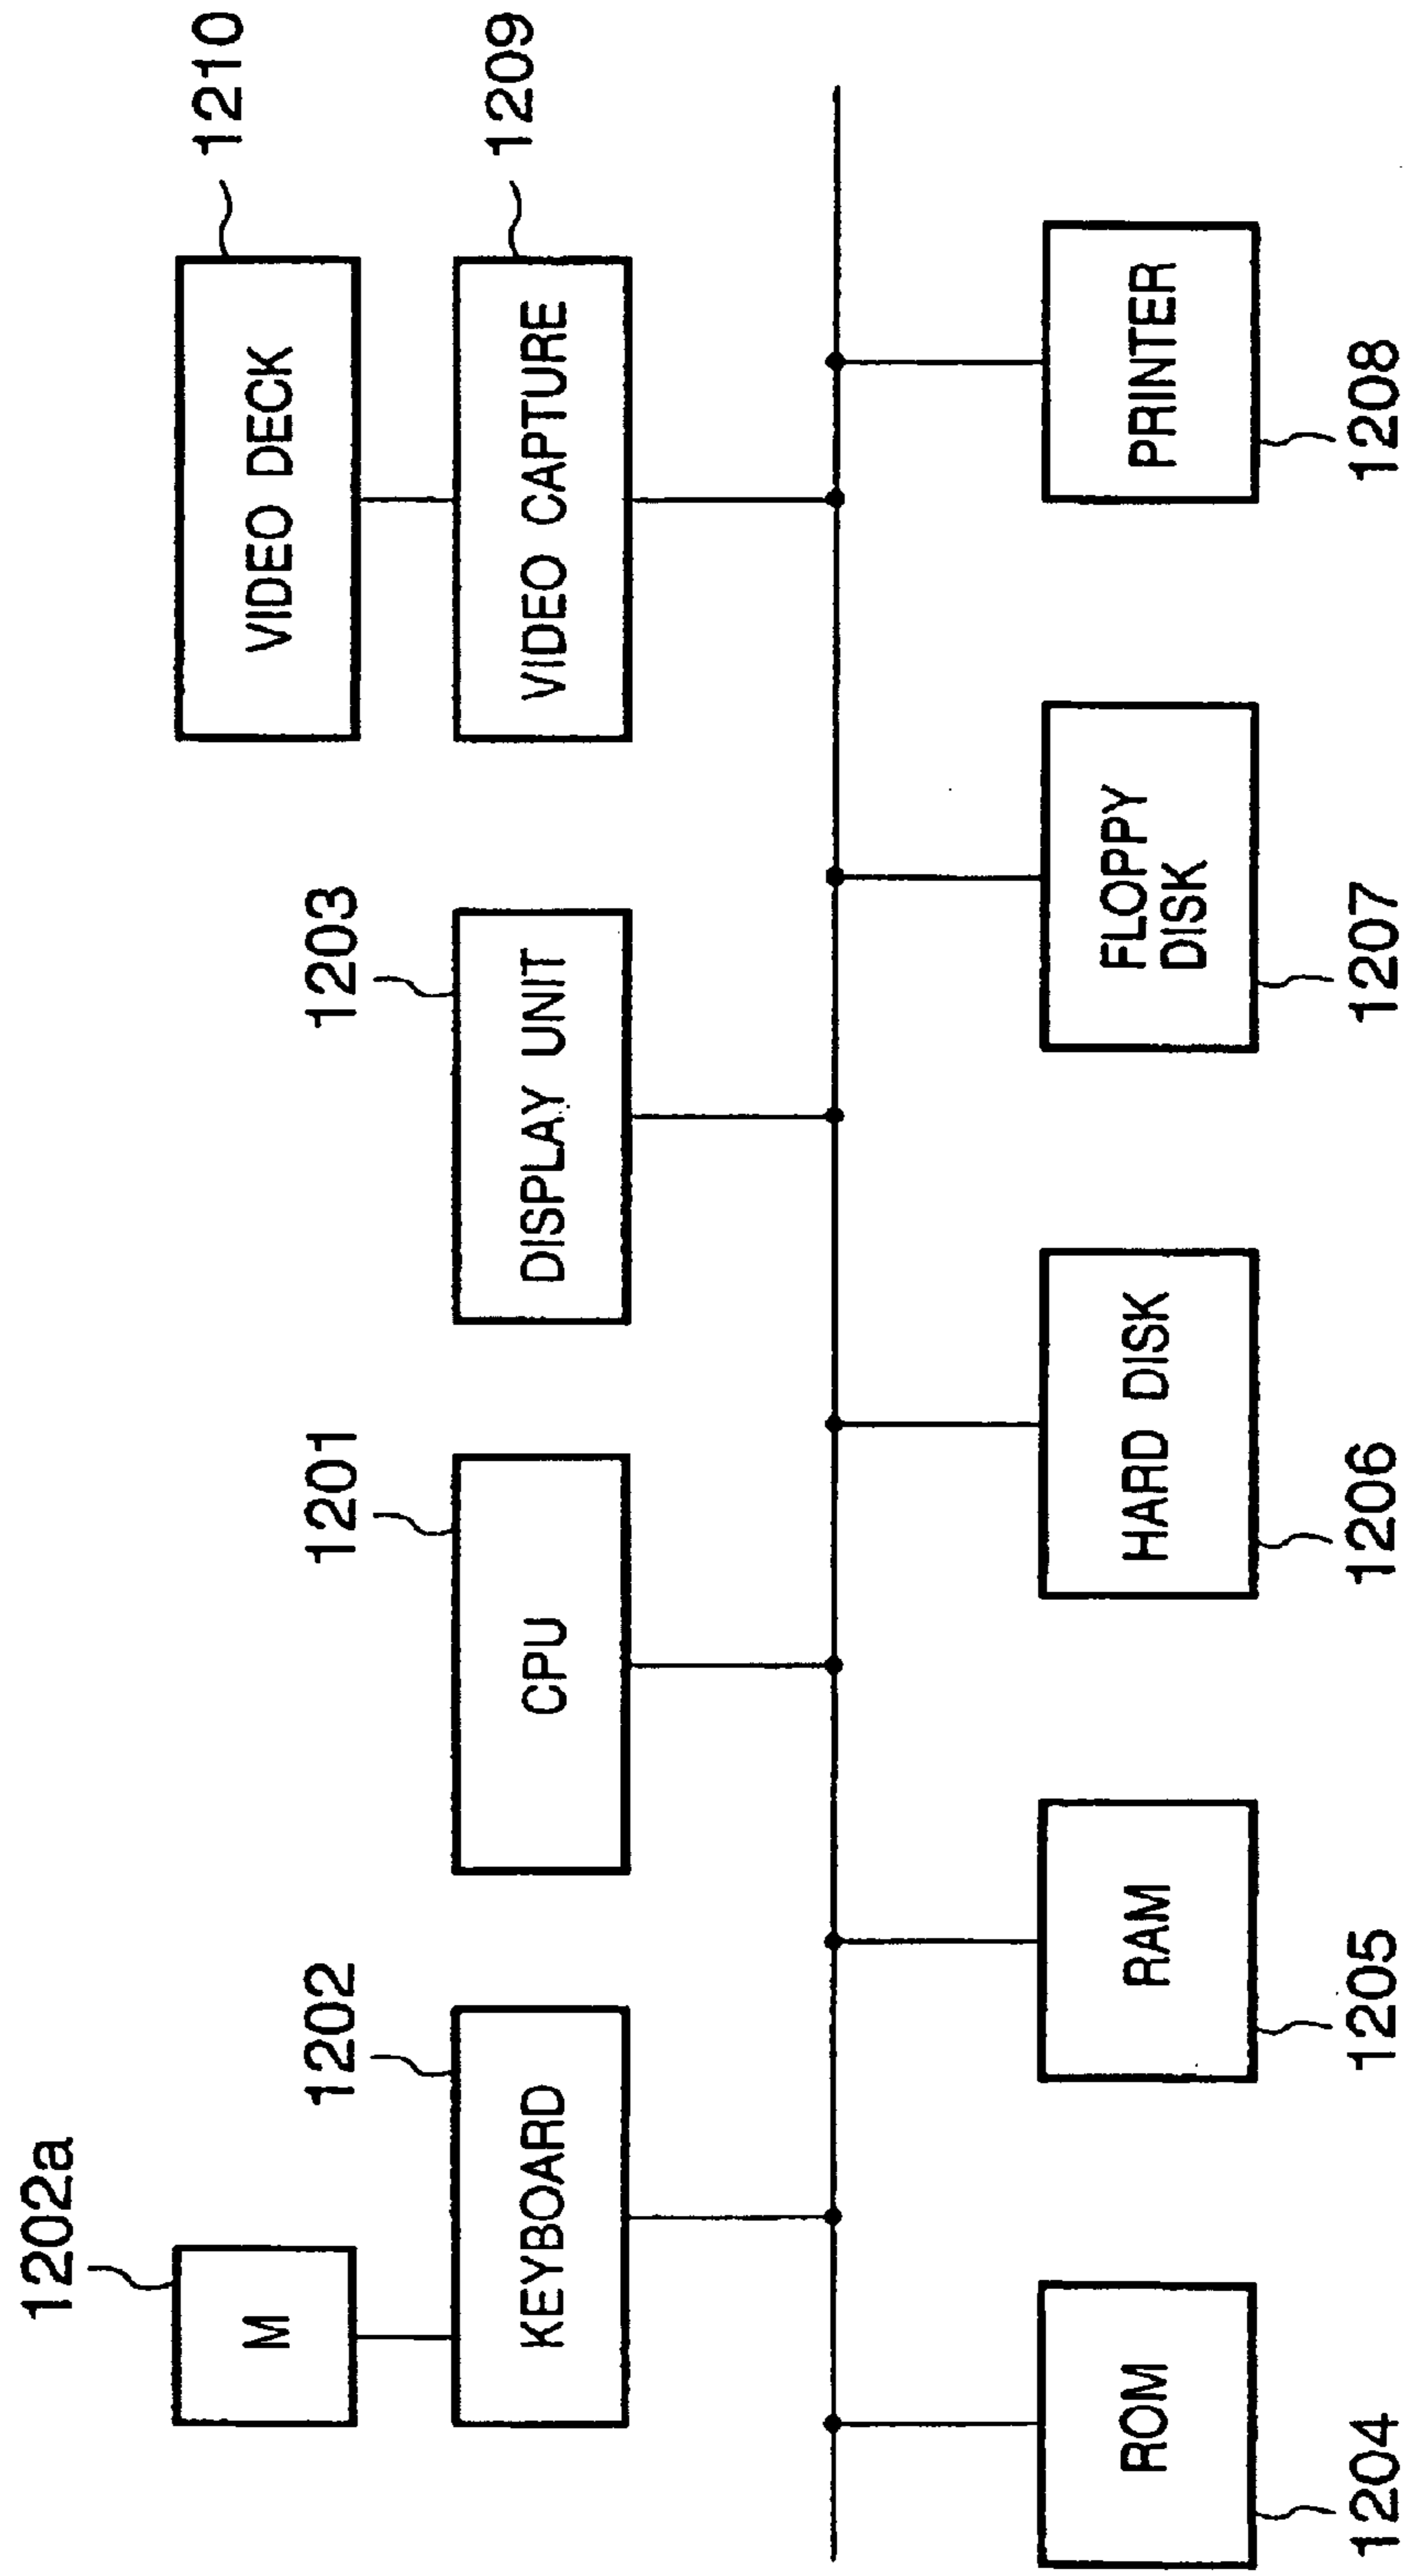 1202a
M
1202
KEYBOARD
1201
CPU
1203
DISPLAY UNIT
1210
VIDEO DECK
1209
VIDEO CAPTURE
ROM
1204
RAM
1205
HARD DISK
1206
FLOPPY
DISK
1207
PRINTER
1208